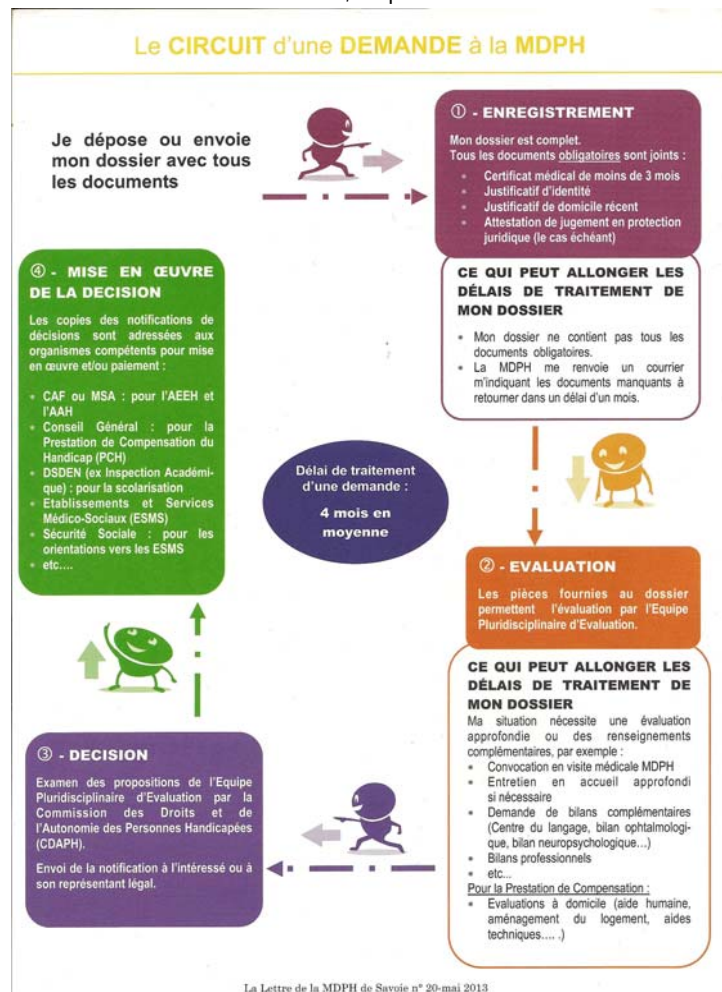 Le CIRCUIT d'une DEMANDE à la MDPH
Je dépose ou envoie
mon dossier avec tous
les documents
① - ENREGISTREMENT
Mon dossier est complet.
Tous les documents obligatoires sont joints :
• Certificat médical de moins de 3 mois
• Justificatif d'identité
• Justificatif de domicile récent
• Attestation de jugement en protection
juridique (le cas échéant)
CE QUI PEUT ALLONGER LES
DÉLAIS DE TRAITEMENT DE
MON DOSSIER
• Mon dossier ne contient pas tous les
documents obligatoires.
• La MDPH me renvoie un courrier
m'indiquant les documents manquants à
retourner dans un délai d'un mois.
② - EVALUATION
Les pièces fournies au dossier
permettent l'évaluation par l'Equipe
Pluridisciplinaire d'Evaluation.
CE QUI PEUT ALLONGER LES
DÉLAIS DE TRAITEMENT DE
MON DOSSIER
Ma situation nécessite une évaluation
approfondie ou des renseignements
complémentaires, par exemple :
• Convocation en visite médicale MDPH
• Entretien en accueil approfondi
si nécessaire
• Demande de bilans complémentaires
(Centre du langage, bilan ophtalmologi-
que, bilan neuropsychologique...)
• Bilans professionnels
• etc...
Pour la Prestation de Compensation :
• Evaluations à domicile (aide humaine,
aménagement du logement, aides
techniques.... .)
③ - DECISION
Examen des propositions de l'Equipe
Pluridisciplinaire d'Evaluation par la
Commission des Droits et de
l'Autonomie des Personnes Handicapées
(CDAPH).
Envoi de la notification à l'intéressé ou à
son représentant légal.
④ - MISE EN ŒUVRE
DE LA DECISION
Les copies des notifications de
décisions sont adressées aux
organismes compétents pour mise
en œuvre et/ou paiement :
• CAF ou MSA : pour l'AEEH et
l'AAH
• Conseil Général : pour la
Prestation de Compensation du
Handicap (PCH)
• DSDEN (ex Inspection Académi-
que) : pour la scolarisation
• Etablissements et Services
Médico-Sociaux (ESMS)
• Sécurité Sociale : pour les
orientations vers les ESMS
• etc....
Délai de traitement
d'une demande :
4 mois en
moyenne
La Lettre de la MDPH de Savoie n° 20-mai 2013